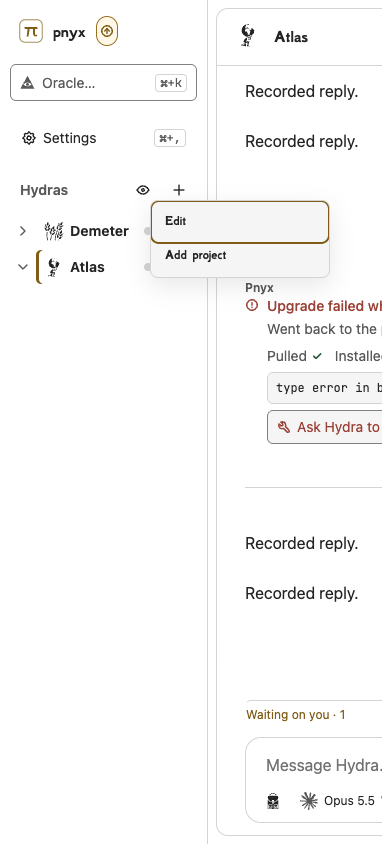 π pnyx
Oracle... ⌘+k
Settings ⌘+,
Hydras
Demeter
Atlas
Edit
Add project
Atlas
Recorded reply.
Recorded reply.
Pnyx
Upgrade failed
Went back to the
Pulled ✓ Installe
type error in b
Ask Hydra to
Recorded reply.
Recorded reply.
Waiting on you · 1
Message Hydra.
Opus 5.5